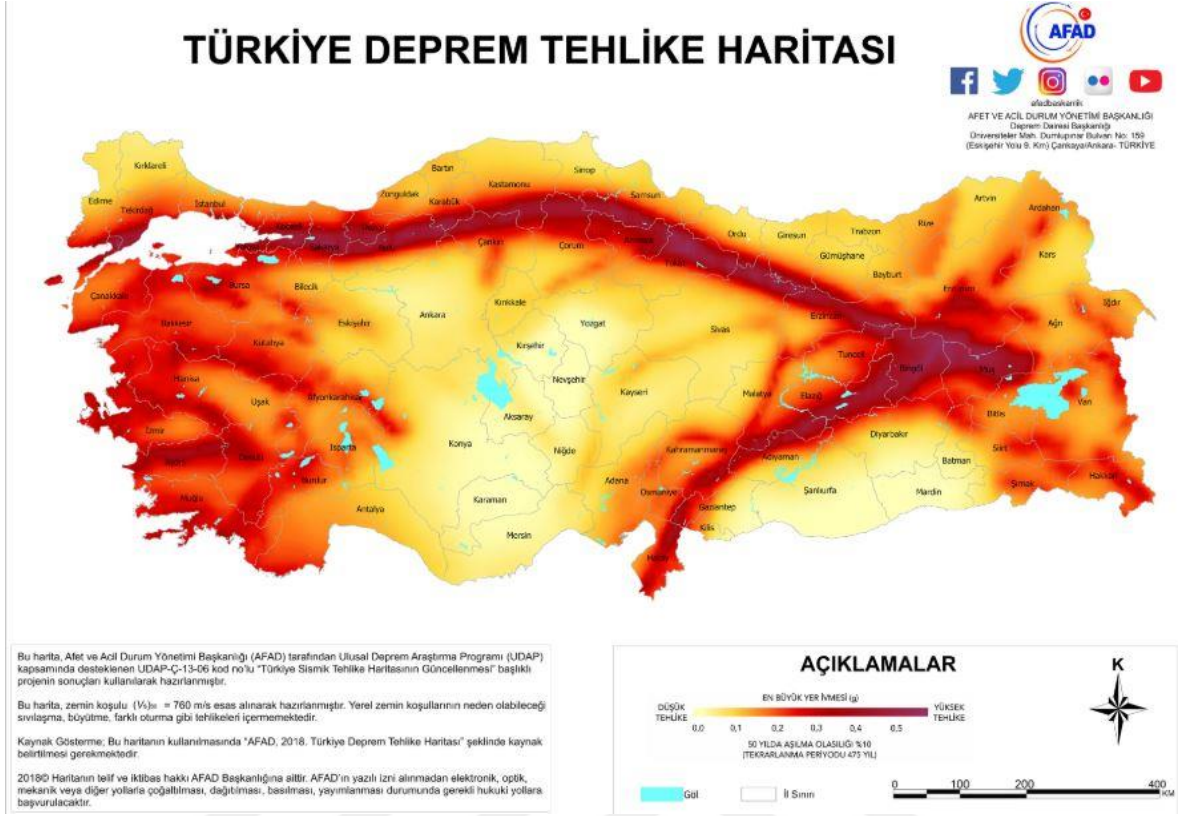 TÜRKİYE DEPREM TEHLİKE HARİTASI
AFAD
afadbaskanlik
AFET VE ACİL DURUM YÖNETİMİ BAŞKANLIĞI
Deprem Dairesi Başkanlığı
Üniversiteler Mah. Dumlupınar Bulvarı No: 159
(Eskişehir Yolu 9. Km) Çankaya/Ankara- TÜRKİYE
Kırklareli
Edirne
Tekirdağ
İstanbul
Zonguldak
Bartın
Karabük
Kastamonu
Sinop
Samsun
Ordu
Giresun
Trabzon
Rize
Artvin
Ardahan
Kars
Gümüşhane
Bayburt
Iğdır
Ağrı
Çanakkale
Bursa
Bilecik
Eskişehir
Ankara
Çankırı
Çorum
Kırıkkale
Yozgat
Sivas
Erzincan
Tunceli
Bingöl
Muş
Balıkesir
Kütahya
Kırşehir
Nevşehir
Kayseri
Malatya
Elazığ
Bitlis
Van
Manisa
Uşak
Afyonkarahisar
Aksaray
Konya
Niğde
Kahramanmaraş
Adıyaman
Diyarbakır
Batman
Siirt
İzmir
Aydın
Denizli
Isparta
Burdur
Muğla
Antalya
Karaman
Mersin
Adana
Osmaniye
Gaziantep
Kilis
Hatay
Şanlıurfa
Mardin
Şırnak
Hakkari
Bu harita, Afet ve Acil Durum Yönetimi Başkanlığı (AFAD) tarafından Ulusal Deprem Araştırma Programı (UDAP)
kapsamında desteklenen UDAP-Ç-13-06 kod no'lu "Türkiye Sismik Tehlike Haritasının Güncellenmesi" başlıklı
projenin sonuçları kullanılarak hazırlanmıştır.
Bu harita, zemin koşulu (Vs)30 = 760 m/s esas alınarak hazırlanmıştır. Yerel zemin koşullarının neden olabileceği
sıvılaşma, büyütme, farklı oturma gibi tehlikeleri içermemektedir.
Kaynak Gösterme; Bu haritanın kullanılmasında "AFAD, 2018. Türkiye Deprem Tehlike Haritası" şeklinde kaynak
belirtilmesi gerekmektedir.
2018© Haritanın telif ve iktibas hakkı AFAD Başkanlığına aittir. AFAD'ın yazılı izni alınmadan elektronik, optik,
mekanik veya diğer yollarla çoğaltılması, dağıtılması, basılması, yayımlanması durumunda gerekli hukuki yollara
başvurulacaktır.
AÇIKLAMALAR
K
EN BÜYÜK YER İVMESİ (g)
DÜŞÜK TEHLİKE
YÜKSEK TEHLİKE
0,0 0,1 0,2 0,3 0,4 0,5
50 YILDA AŞILMA OLASILIĞI %10
(TEKRARLANMA PERİYODU 475 YIL)
Göl
İl Sınırı
0 100 200 400
KM